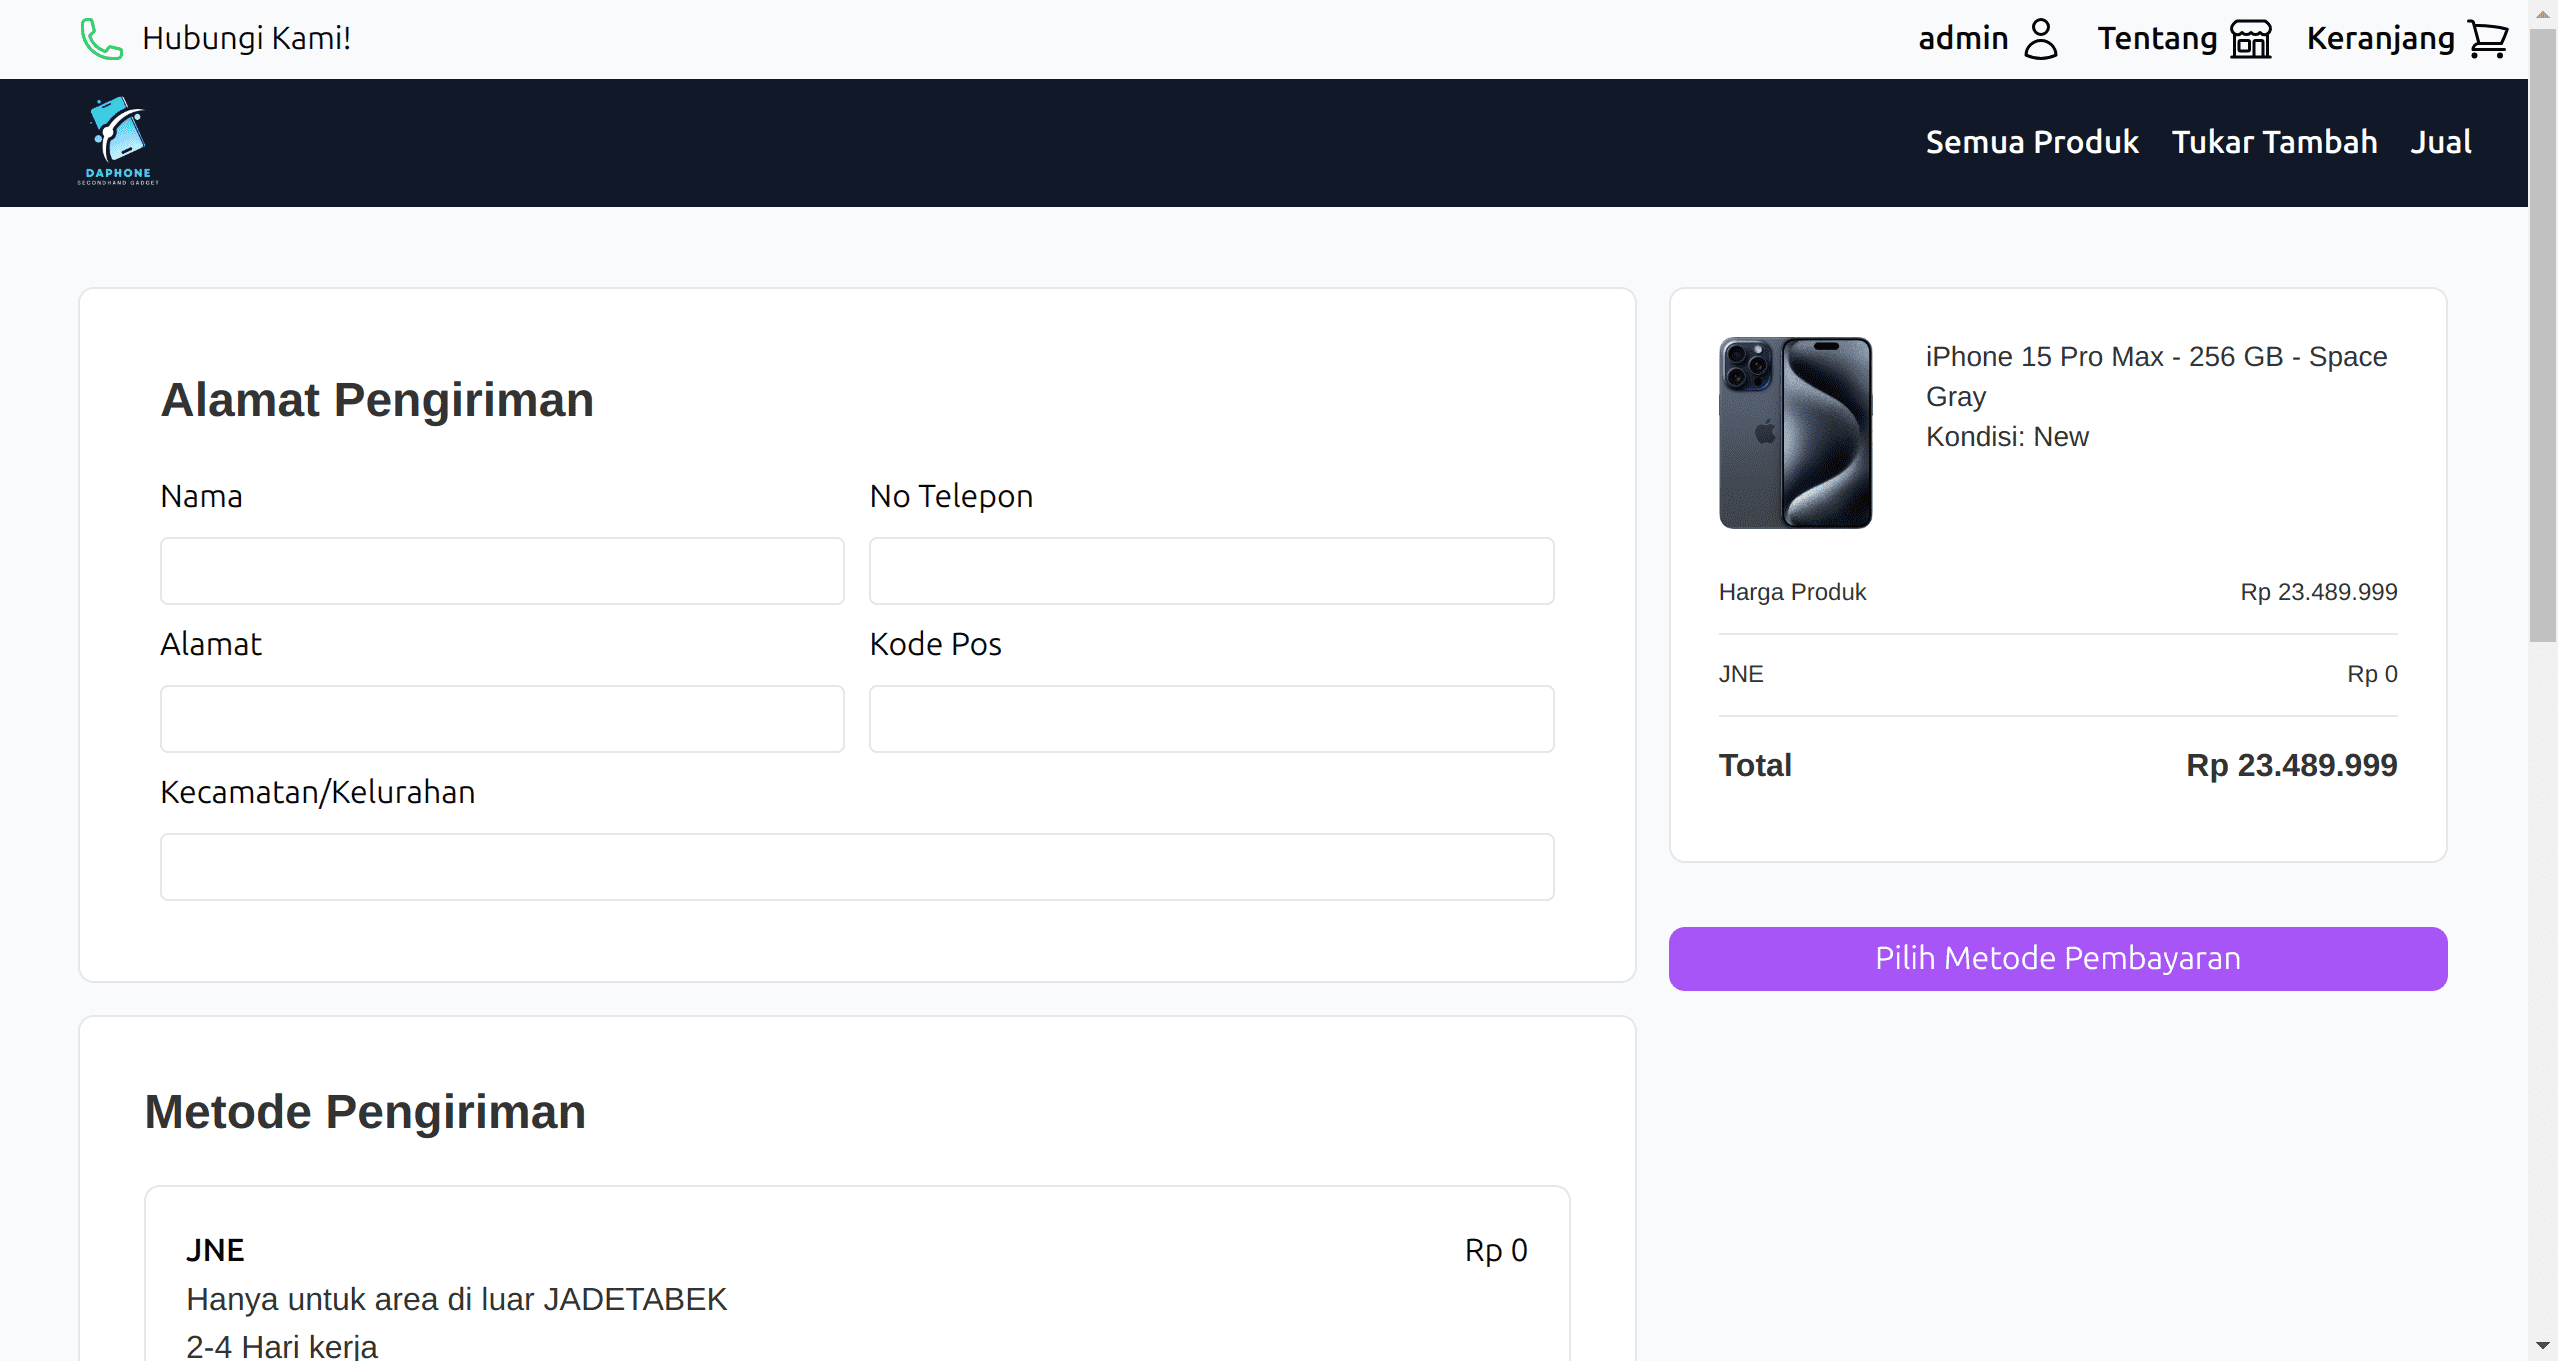 Hubungi Kami!
admin
Tentang
Keranjang
DAPHONE
SECONDHAND GADGET
Semua Produk
Tukar Tambah
Jual
Alamat Pengiriman
Nama
No Telepon
Alamat
Kode Pos
Kecamatan/Kelurahan
iPhone 15 Pro Max - 256 GB - Space
Gray
Kondisi: New
Harga Produk
Rp 23.489.999
JNE
Rp 0
Total
Rp 23.489.999
Pilih Metode Pembayaran
Metode Pengiriman
JNE
Rp 0
Hanya untuk area di luar JADETABEK
2-4 Hari kerja